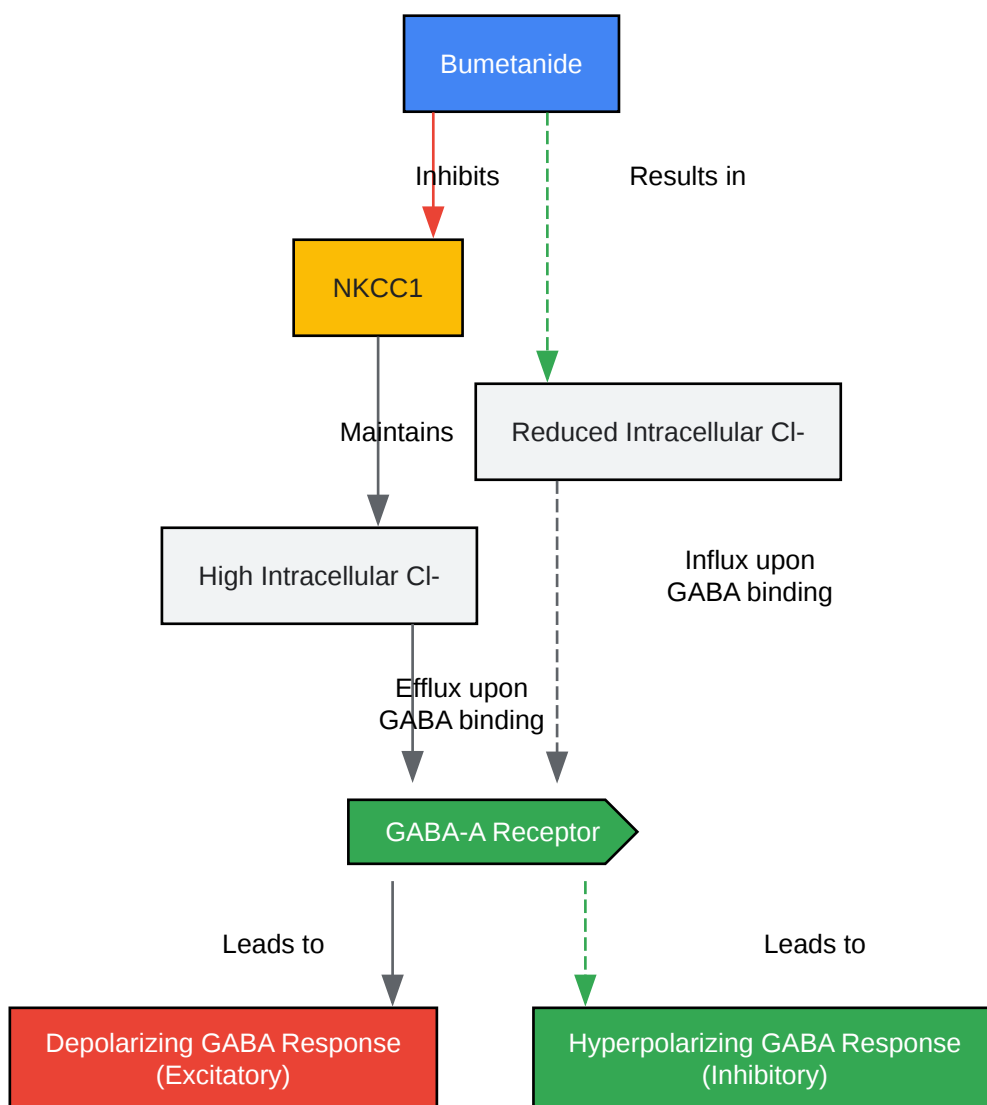 Bumetanide
Inhibits
Results in
NKCC1
Maintains
Reduced Intracellular Cl-
High Intracellular Cl-
Influx upon
GABA binding
Efflux upon
GABA binding
GABA-A Receptor
Leads to
Leads to
Depolarizing GABA Response
(Excitatory)
Hyperpolarizing GABA Response
(Inhibitory)